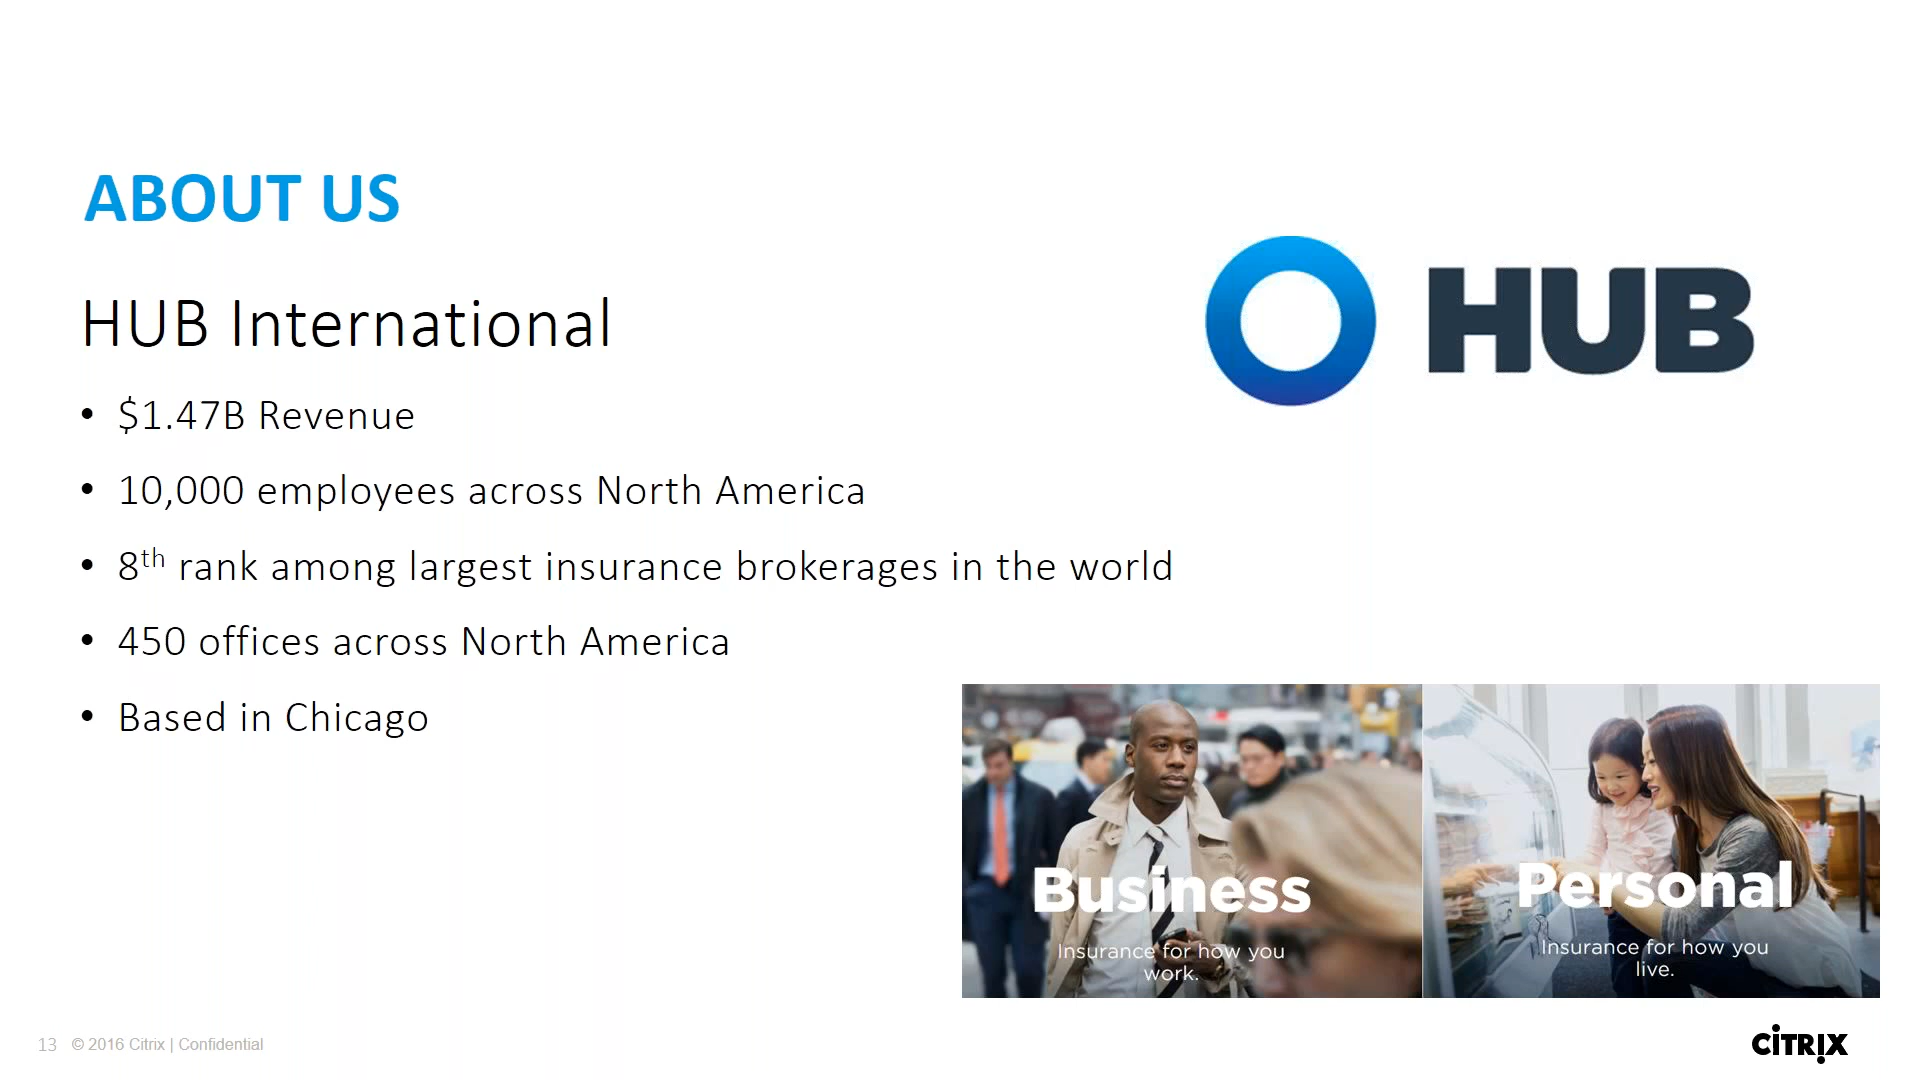 ABOUT US
HUB
HUB International
• $1.47B Revenue
• 10,000 employees across North America
• 8th rank among largest insurance brokerages in the world
• 450 offices across North America
• Based in Chicago
Business
Insurance for how you
work.
Personal
Insurance for how you
live.
13 © 2016 Citrix | Confidential
CITRIX